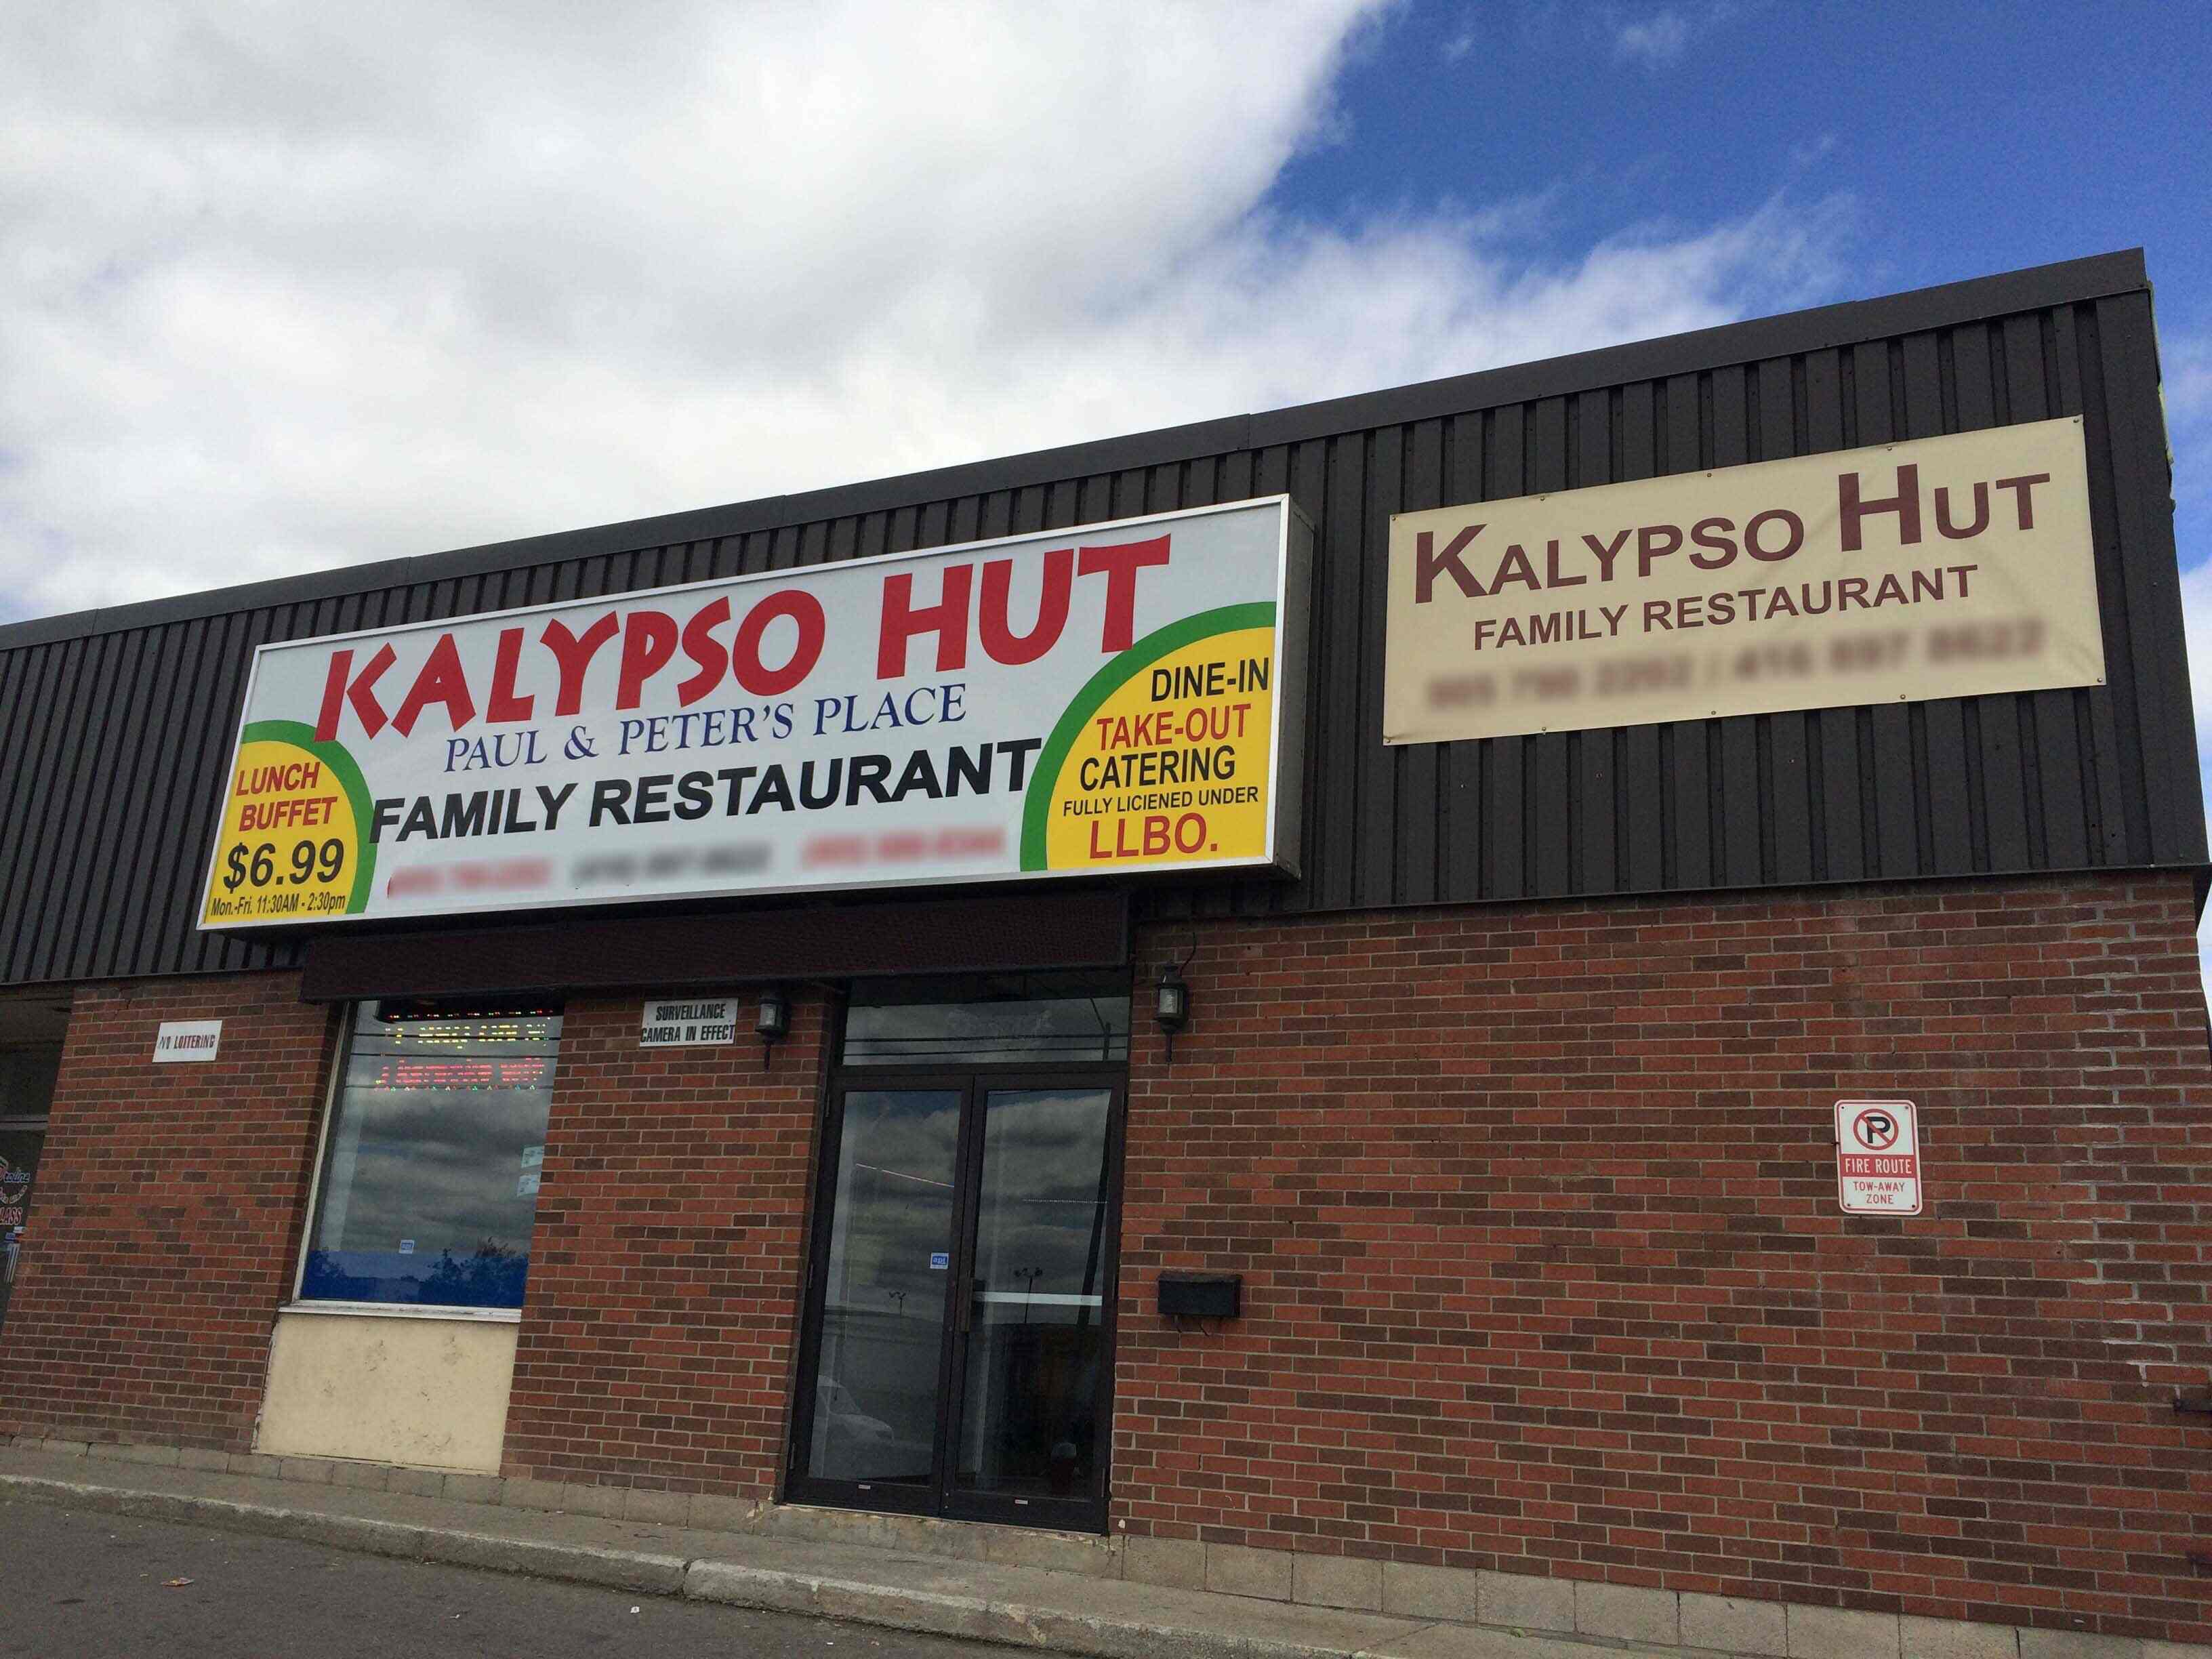 KALYPSO HUT
PAUL & PETER'S PLACE
FAMILY RESTAURANT
LUNCH
BUFFET
$6.99
Mon.-Fri. 11:30AM - 2:30pm
DINE-IN
TAKE-OUT
CATERING
FULLY LICIENED UNDER
LLBO.
KALYPSO HUT
FAMILY RESTAURANT
NO LOITERING
SURVEILLANCE
CAMERA IN EFFECT
P
FIRE ROUTE
TOW-AWAY
ZONE